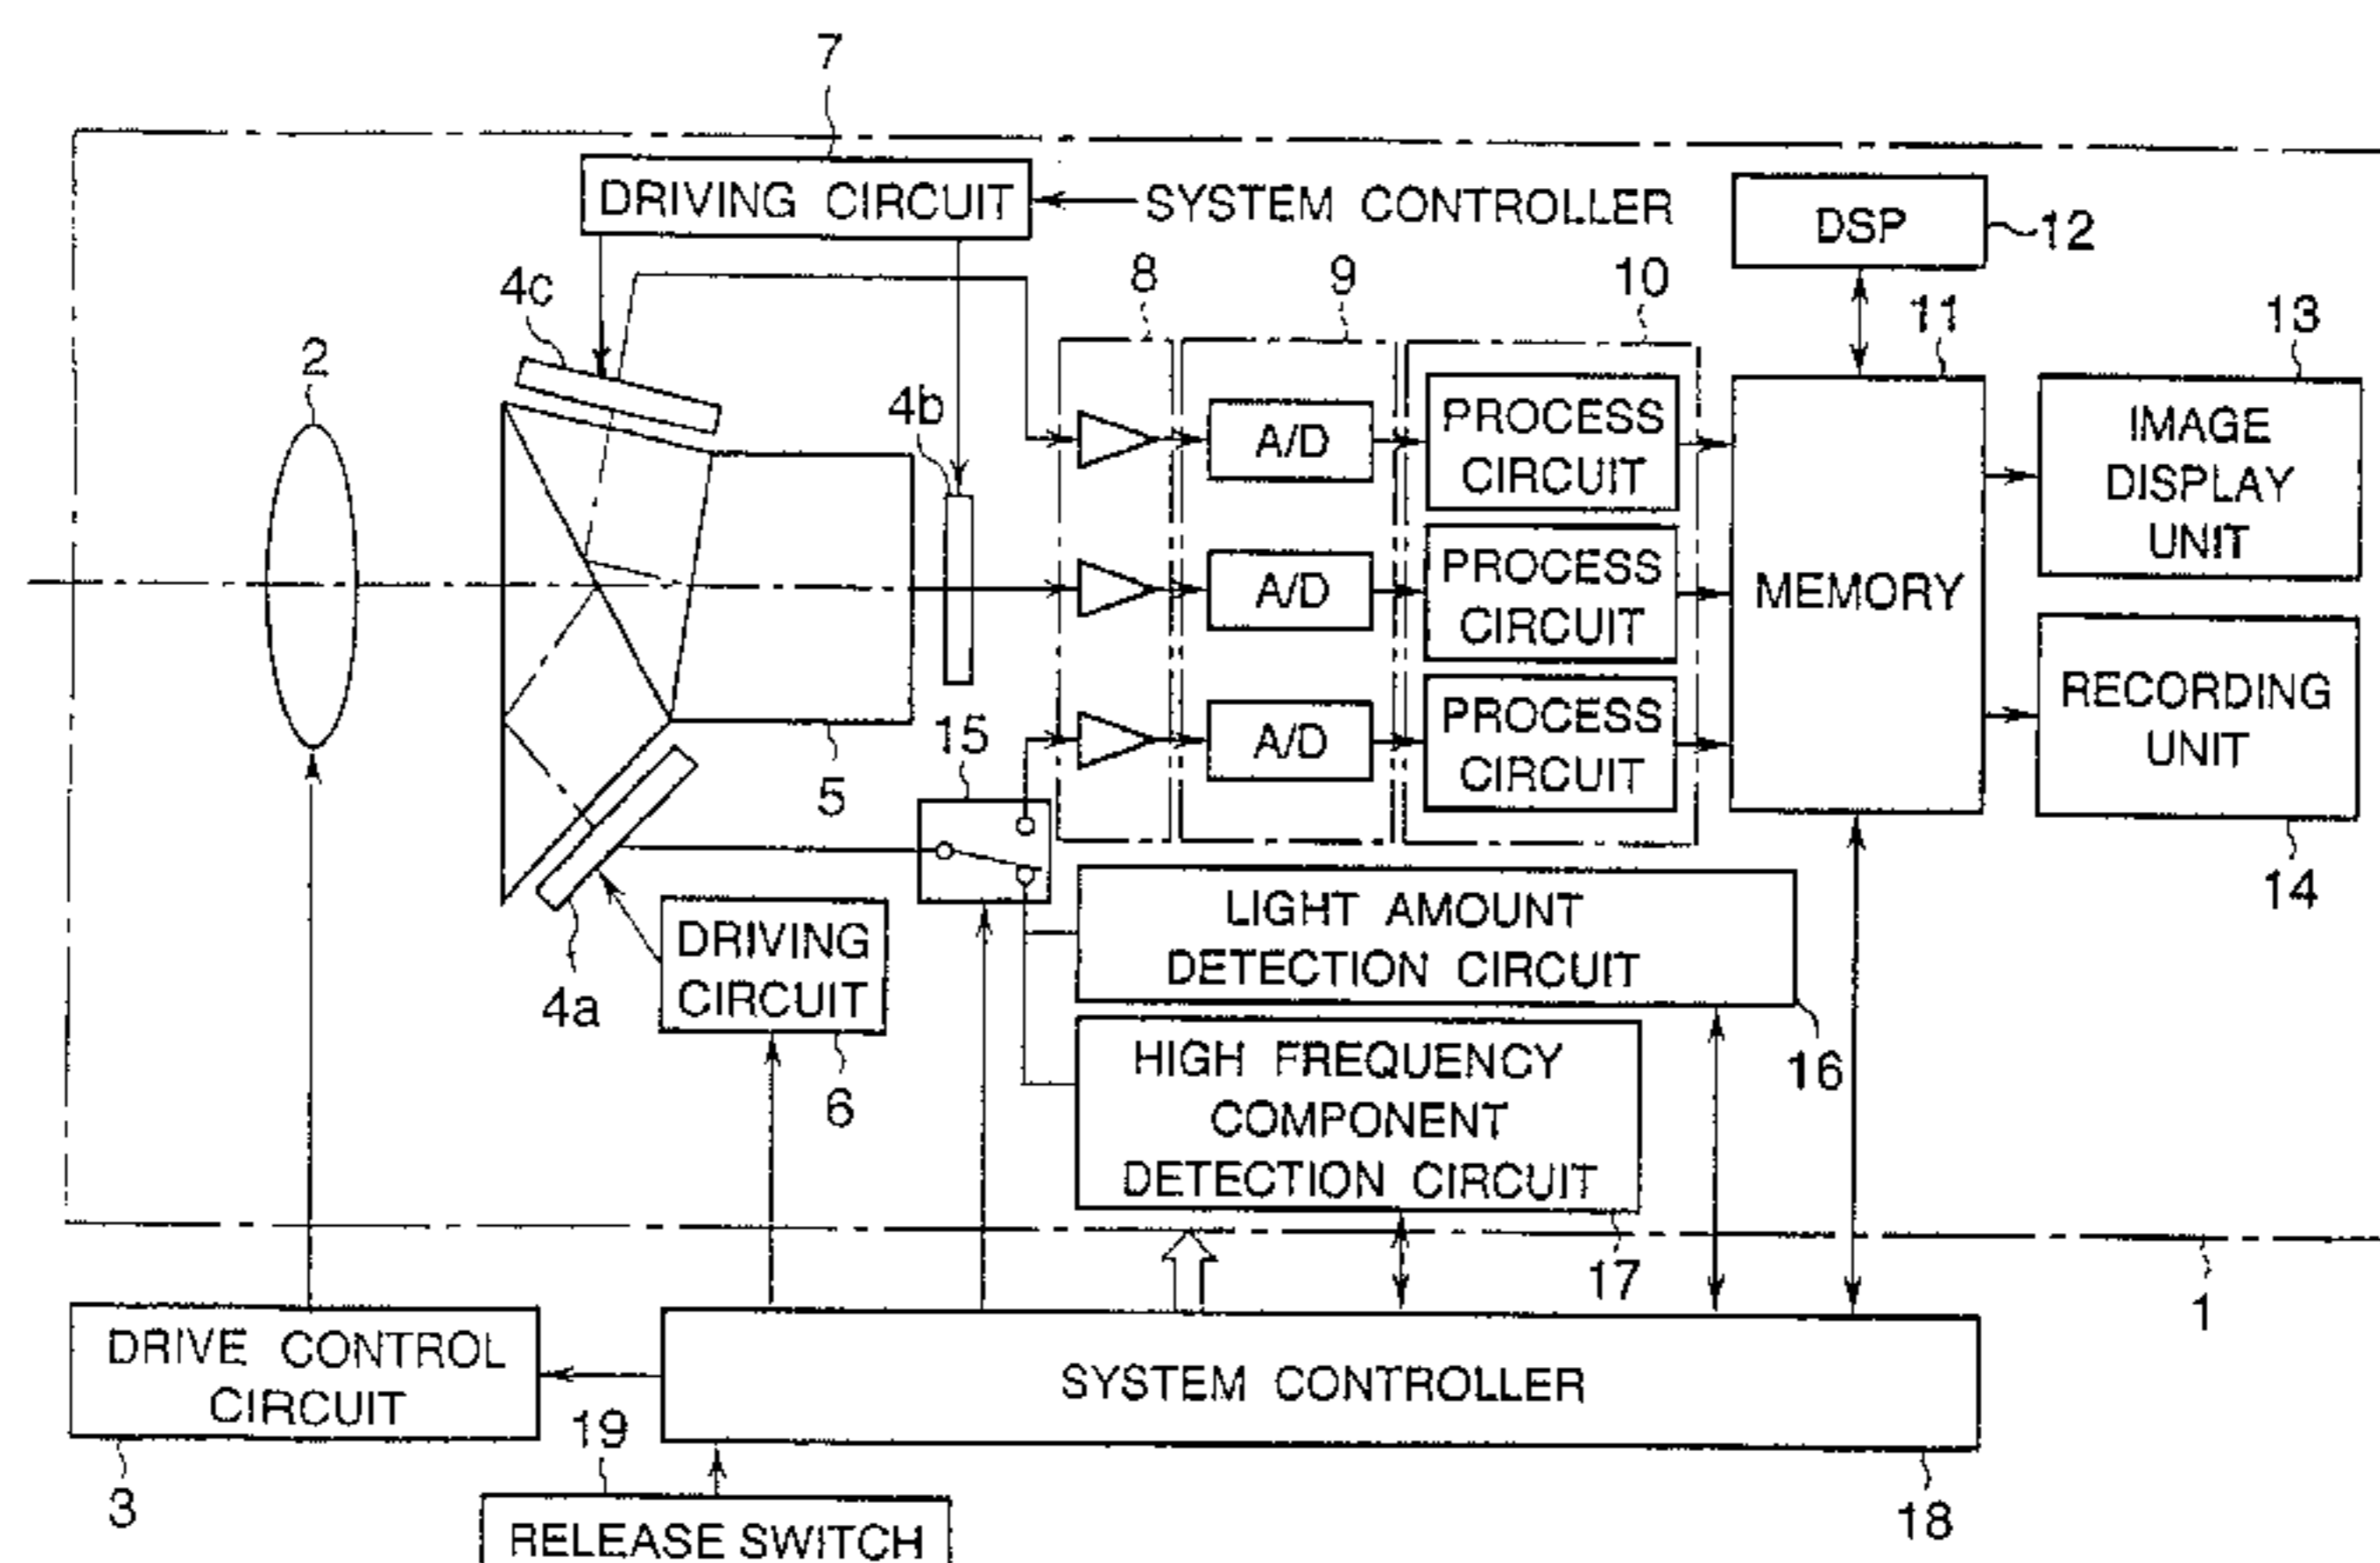 7
DRIVING CIRCUIT
SYSTEM CONTROLLER
DSP
12
4c
8
9
10
11
13
2
4b
A/D
PROCESS
CIRCUIT
IMAGE
DISPLAY
UNIT
A/D
PROCESS
CIRCUIT
MEMORY
15
5
A/D
PROCESS
CIRCUIT
RECORDING
UNIT
14
4a
DRIVING
CIRCUIT
6
LIGHT AMOUNT
DETECTION CIRCUIT
16
HIGH FREQUENCY
COMPONENT
DETECTION CIRCUIT
17
1
DRIVE CONTROL
CIRCUIT
3
SYSTEM CONTROLLER
18
19
RELEASE SWITCH